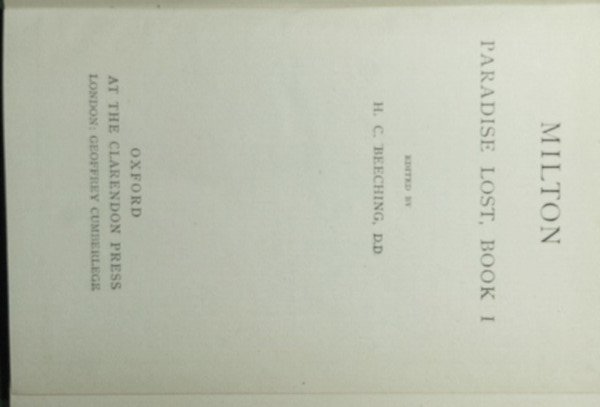 MILTON
PARADISE LOST, BOOK I
EDITED BY
H. C. BEECHING, D.D
OXFORD
AT THE CLARENDON PRESS
LONDON: GEOFFREY CUMBERLEGE